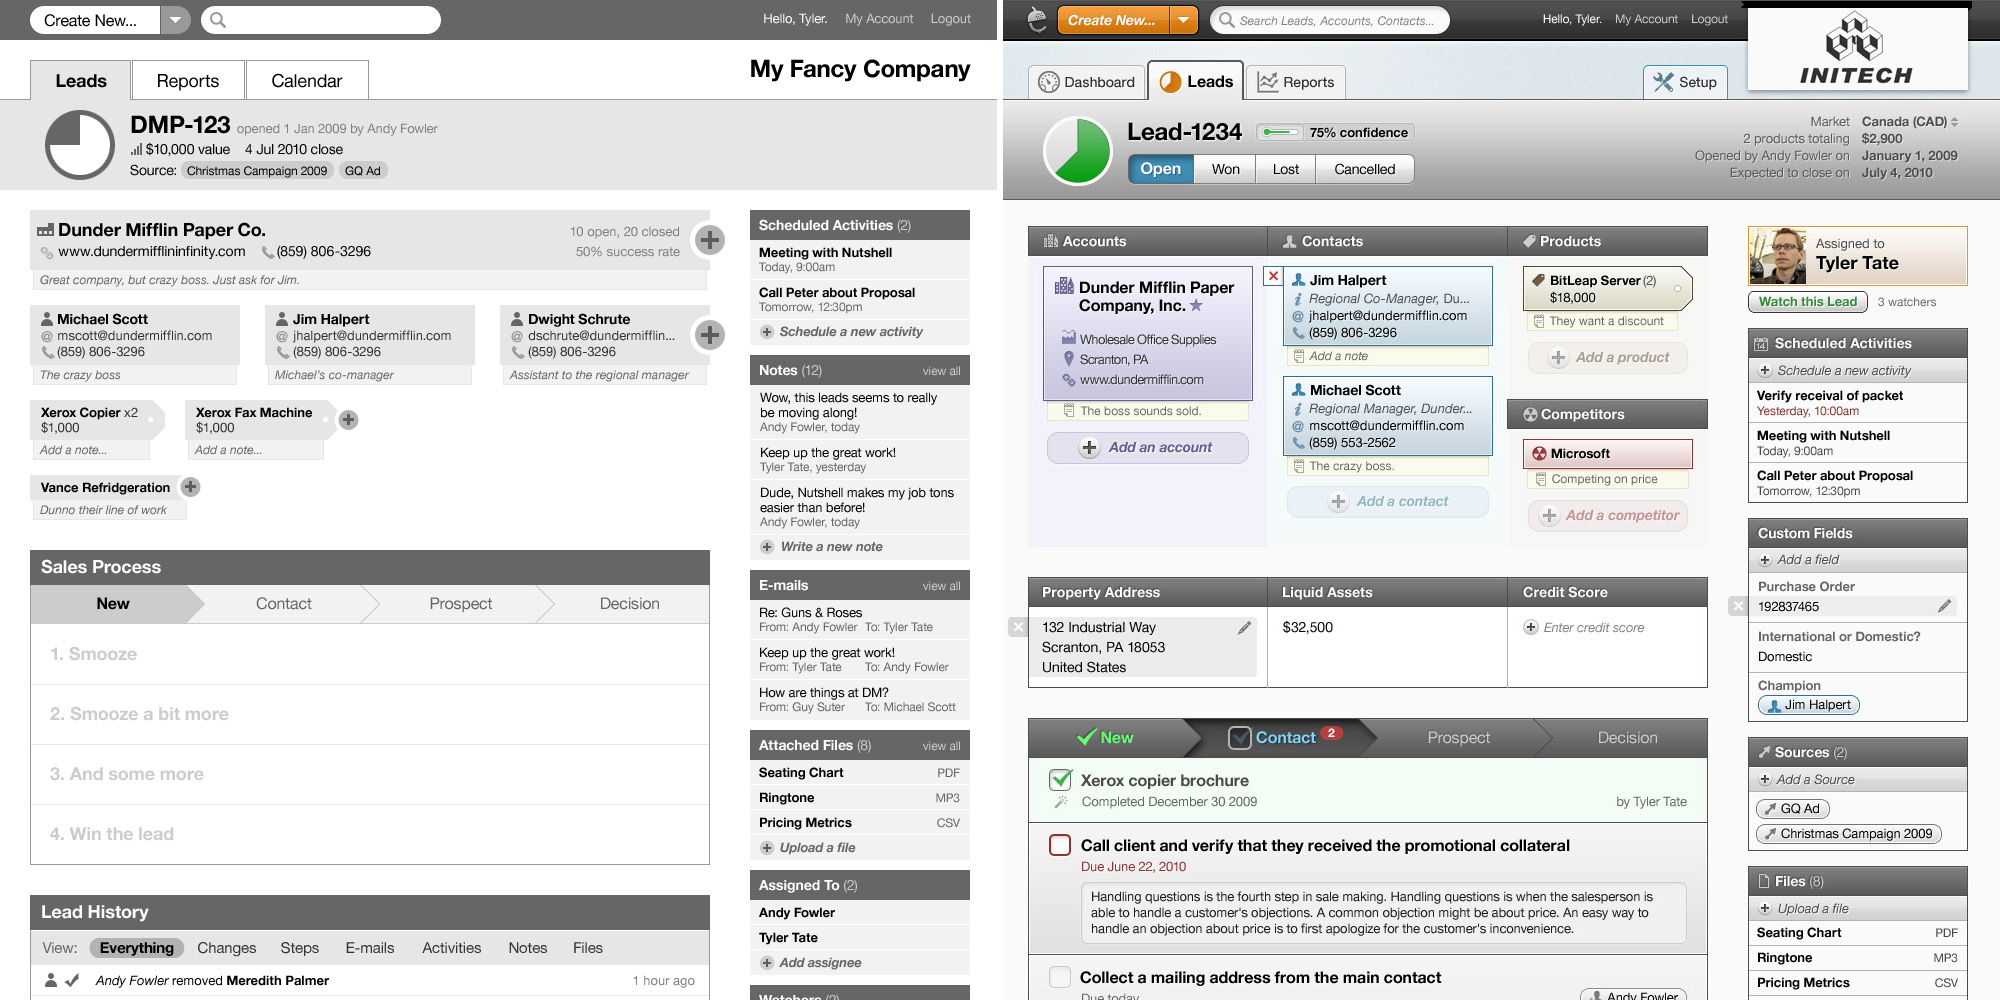 Create New...
Hello, Tyler.
My Account
Logout
Leads
Reports
Calendar
My Fancy Company
DMP-123 opened 1 Jan 2009 by Andy Fowler
$10,000 value 4 Jul 2010 close
Source: Christmas Campaign 2009 GQ Ad
Dunder Mifflin Paper Co.
10 open, 20 closed
www.dundermifflininfinity.com (859) 806-3296
50% success rate
Great company, but crazy boss. Just ask for Jim.
Michael Scott
@ mscott@dundermifflin.com
(859) 806-3296
The crazy boss
Jim Halpert
@ jhalpert@dundermifflin.com
(859) 806-3296
Michael's co-manager
Dwight Schrute
@ dschrute@dundermifflin...
(859) 806-3296
Assistant to the regional manager
Xerox Copier x2
$1,000
Add a note...
Xerox Fax Machine
$1,000
Add a note...
Vance Refridgeration
Dunno their line of work
Sales Process
New
Contact
Prospect
Decision
1. Smooze
2. Smooze a bit more
3. And some more
4. Win the lead
Lead History
View: Everything Changes Steps E-mails Activities Notes Files
Andy Fowler removed Meredith Palmer
1 hour ago
Scheduled Activities (2)
Meeting with Nutshell
Today, 9:00am
Call Peter about Proposal
Tomorrow, 12:30pm
Schedule a new activity
Notes (12) view all
Wow, this leads seems to really
be moving along!
Andy Fowler, today
Keep up the great work!
Tyler Tate, yesterday
Dude, Nutshell makes my job tons
easier than before!
Andy Fowler, today
Write a new note
E-mails view all
Re: Guns & Roses
From: Andy Fowler To: Tyler Tate
Keep up the great work!
From: Tyler Tate To: Andy Fowler
How are things at DM?
From: Guy Suter To: Michael Scott
Attached Files (8) view all
Seating Chart PDF
Ringtone MP3
Pricing Metrics CSV
Upload a file
Assigned To (2)
Andy Fowler
Tyler Tate
Add assignee
Watchers (2)
Create New...
Search Leads, Accounts, Contacts...
Hello, Tyler.
My Account
Logout
INITECH
Dashboard
Leads
Reports
Setup
Lead-1234
75% confidence
Open
Won
Lost
Cancelled
Market Canada (CAD)
2 products totaling $2,900
Opened by Andy Fowler on January 1, 2009
Expected to close on July 4, 2010
Accounts
Dunder Mifflin Paper
Company, Inc.
Wholesale Office Supplies
Scranton, PA
www.dundermifflin.com
The boss sounds sold.
Add an account
Contacts
Jim Halpert
Regional Co-Manager, Du...
@ jhalpert@dundermifflin.com
(859) 806-3296
Add a note
Michael Scott
Regional Manager, Dunder...
@ mscott@dundermifflin.com
(859) 553-2562
The crazy boss.
Add a contact
Products
BitLeap Server (2)
$18,000
They want a discount
Add a product
Competitors
Microsoft
Competing on price
Add a competitor
Property Address
132 Industrial Way
Scranton, PA 18053
United States
Liquid Assets
$32,500
Credit Score
Enter credit score
New
Contact 2
Prospect
Decision
Xerox copier brochure
Completed December 30 2009
by Tyler Tate
Call client and verify that they received the promotional collateral
Due June 22, 2010
Handling questions is the fourth step in sale making. Handling questions is when the salesperson is
able to handle a customer's objections. A common objection might be about price. An easy way to
handle an objection about price is to first apologize for the customer's inconvenience.
Collect a mailing address from the main contact
Due today
Andy Fowler
Assigned to
Tyler Tate
Watch this Lead
3 watchers
14 Scheduled Activities
Schedule a new activity
Verify receival of packet
Yesterday, 10:00am
Meeting with Nutshell
Today, 9:00am
Call Peter about Proposal
Tomorrow, 12:30pm
Custom Fields
Add a field
Purchase Order
192837465
International or Domestic?
Domestic
Champion
Jim Halpert
Sources (2)
Add a Source
GQ Ad
Christmas Campaign 2009
Files (8)
Upload a file
Seating Chart PDF
Ringtone MP3
Pricing Metrics CSV